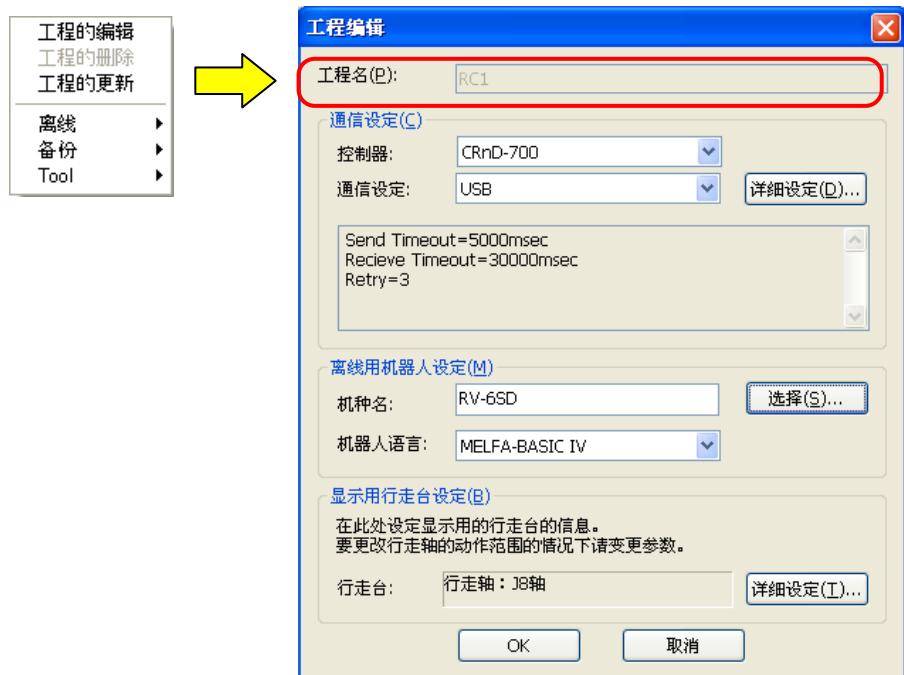 工程的编辑
工程的删除
工程的更新
离线
备份
Tool
工程编辑
工程名(P):
RC1
通信设定(C)
控制器:
CRnD-700
通信设定:
USB
详细设定(D)...
Send Timeout=5000msec
Recieve Timeout=30000msec
Retry=3
离线用机器人设定(M)
机种名:
RV-6SD
选择(S)...
机器人语言:
MELFA-BASIC IV
显示用行走台设定(B)
在此处设定显示用的行走台的信息。
要更改行走轴的动作范围的情况下请变更参数。
行走台:
行走轴：J8轴
详细设定(T)...
OK
取消